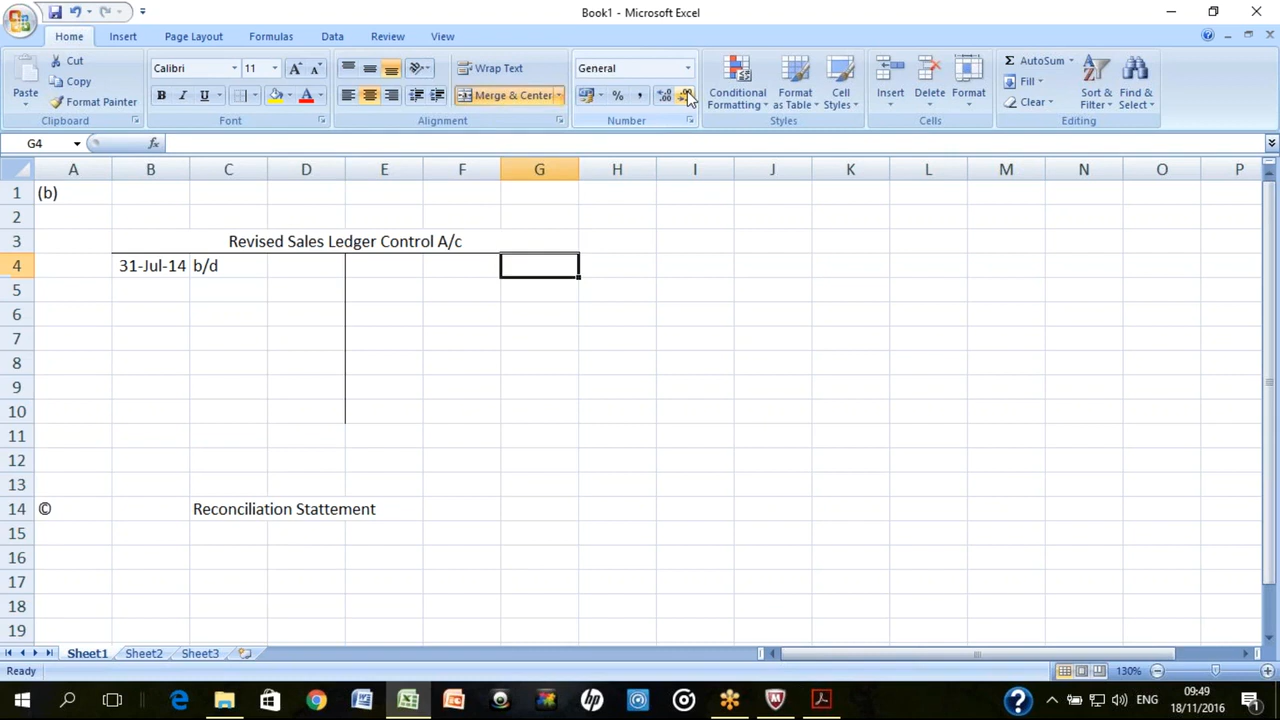 Book1 - Microsoft Excel
Home Insert Page Layout Formulas Data Review View
Paste Cut Copy Format Painter Clipboard
Calibri 11 A A B I U A Font
Wrap Text Merge & Center Alignment
General % , .0 .00 Number
Conditional Formatting Format as Table Cell Styles Styles
Insert Delete Format Cells
Σ AutoSum Fill Clear Sort & Filter Find & Select Editing
G4 fx
A B C D E F G H I J K L M N O P
1 (b)
2
3 Revised Sales Ledger Control A/c
4 31-Jul-14 b/d
5
6
7
8
9
10
11
12
13
14 © Reconciliation Stattement
15
16
17
18
19
Sheet1 Sheet2 Sheet3
Ready 130%
ENG 09:49
18/11/2016